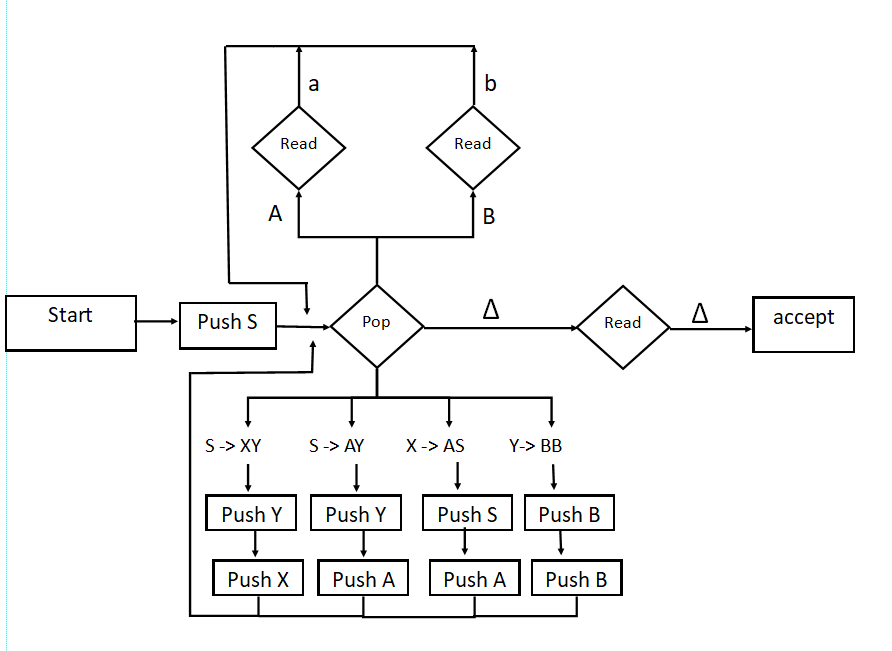 a
b
Read
Read
A
B
Start
Push S
Pop
Δ
Read
Δ
accept
S -> XY
S -> AY
X -> AS
Y-> BB
Push Y
Push Y
Push S
Push B
Push X
Push A
Push A
Push B